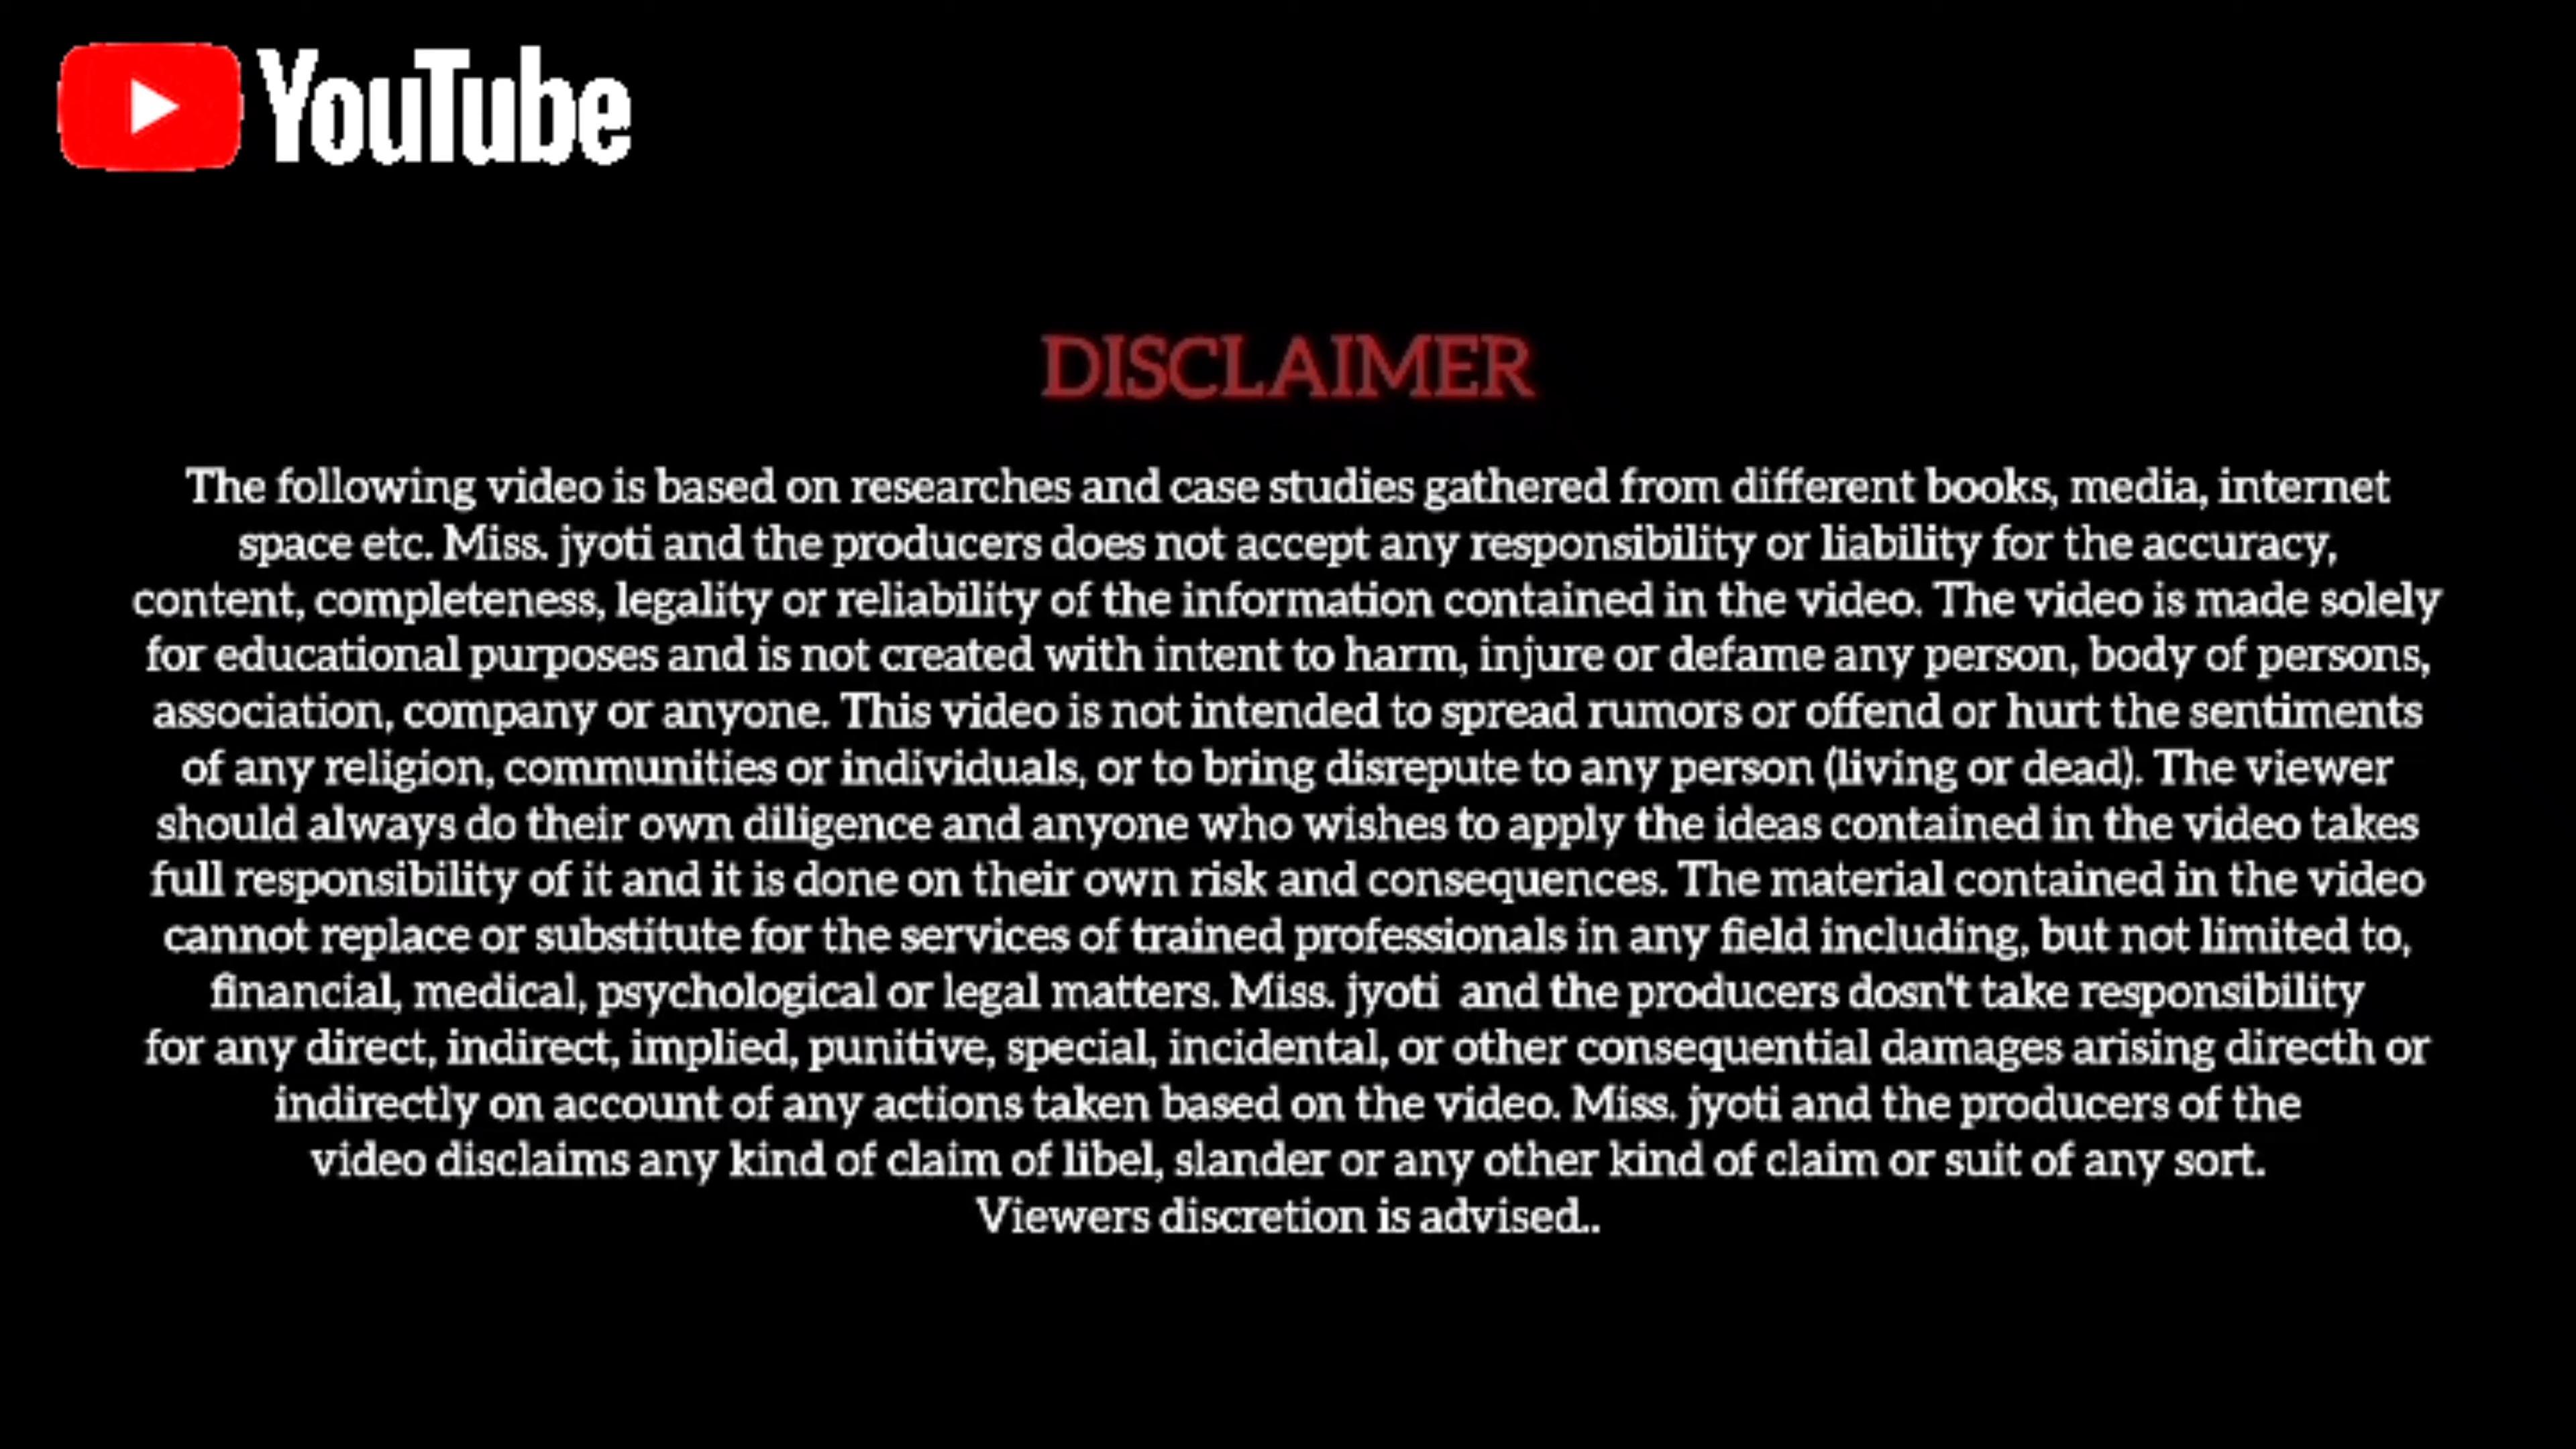 YouTube
DISCLAIMER
The following video is based on researches and case studies gathered from different books, media, internet
space etc. Miss. jyoti and the producers does not accept any responsibility or liability for the accuracy,
content, completeness, legality or reliability of the information contained in the video. The video is made solely
for educational purposes and is not created with intent to harm, injure or defame any person, body of persons,
association, company or anyone. This video is not intended to spread rumors or offend or hurt the sentiments
of any religion, communities or individuals, or to bring disrepute to any person (living or dead). The viewer
should always do their own diligence and anyone who wishes to apply the ideas contained in the video takes
full responsibility of it and it is done on their own risk and consequences. The material contained in the video
cannot replace or substitute for the services of trained professionals in any field including, but not limited to,
financial, medical, psychological or legal matters. Miss. jyoti and the producers dosn't take responsibility
for any direct, indirect, implied, punitive, special, incidental, or other consequential damages arising directh or
indirectly on account of any actions taken based on the video. Miss. jyoti and the producers of the
video disclaims any kind of claim of libel, slander or any other kind of claim or suit of any sort.
Viewers discretion is advised..